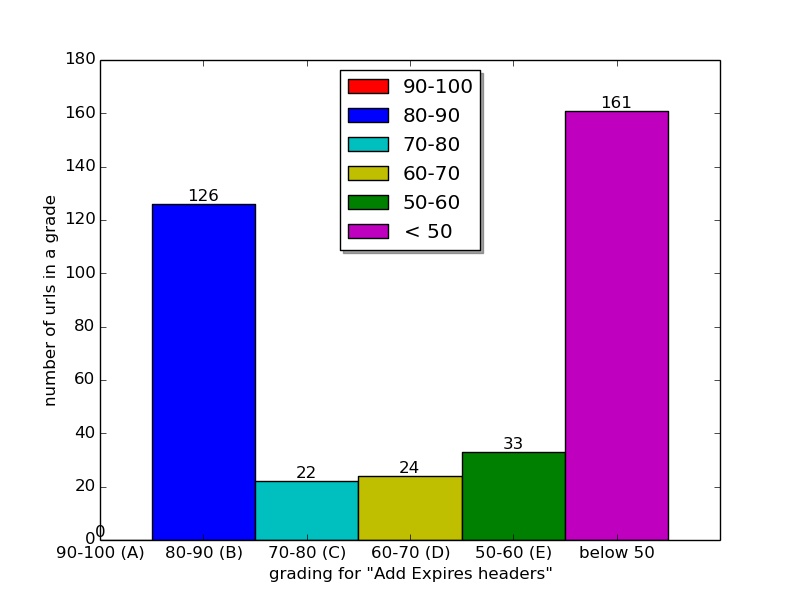 180
160
140
120
100
80
60
40
20
0
number of urls in a grade
90-100
80-90
70-80
60-70
50-60
< 50
0
126
22
24
33
161
90-100 (A)
80-90 (B)
70-80 (C)
60-70 (D)
50-60 (E)
below 50
grading for "Add Expires headers"